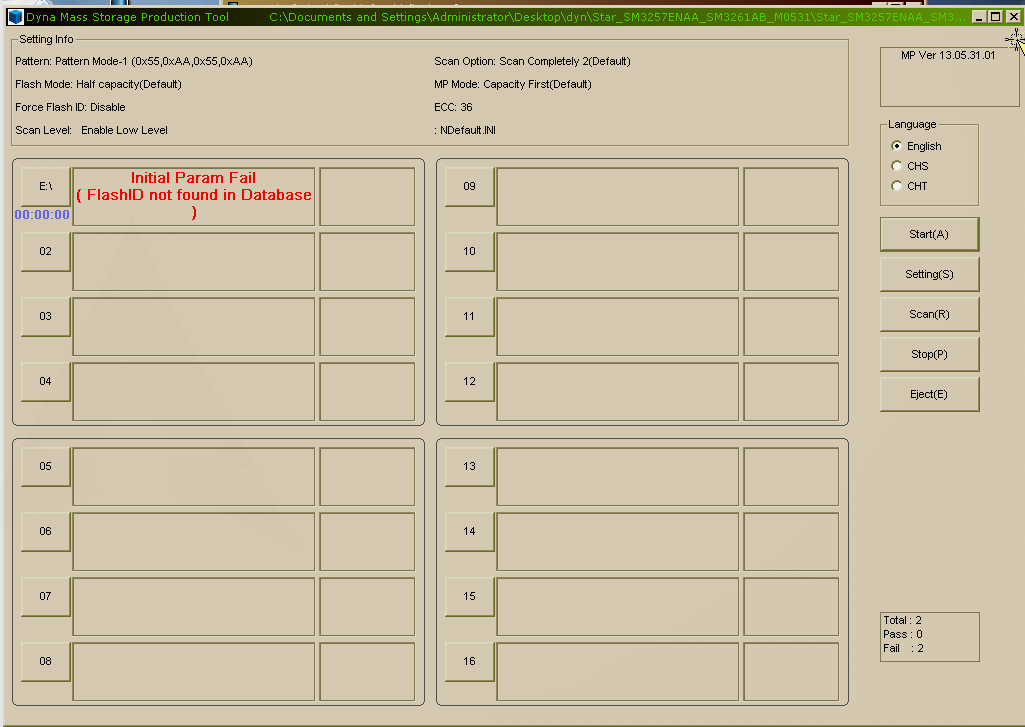 Dyna Mass Storage Production Tool C:\Documents and Settings\Administrator\Desktop\dyn\Star_SM3257ENAA_SM3261AB_M0531\Star_SM3257ENAA_SM3...
Setting Info
Pattern: Pattern Mode-1 (0x55,0xAA,0x55,0xAA)
Scan Option: Scan Completely 2(Default)
Flash Mode: Half capacity(Default)
MP Mode: Capacity First(Default)
Force Flash ID: Disable
ECC: 36
Scan Level: Enable Low Level
: NDefault.INI
MP Ver 13.05.31.01
Language
English
CHS
CHT
E:\
00:00:00
Initial Param Fail
( FlashID not found in Database
)
02
03
04
09
10
11
12
05
06
07
08
13
14
15
16
Start(A)
Setting(S)
Scan(R)
Stop(P)
Eject(E)
Total : 2
Pass : 0
Fail : 2